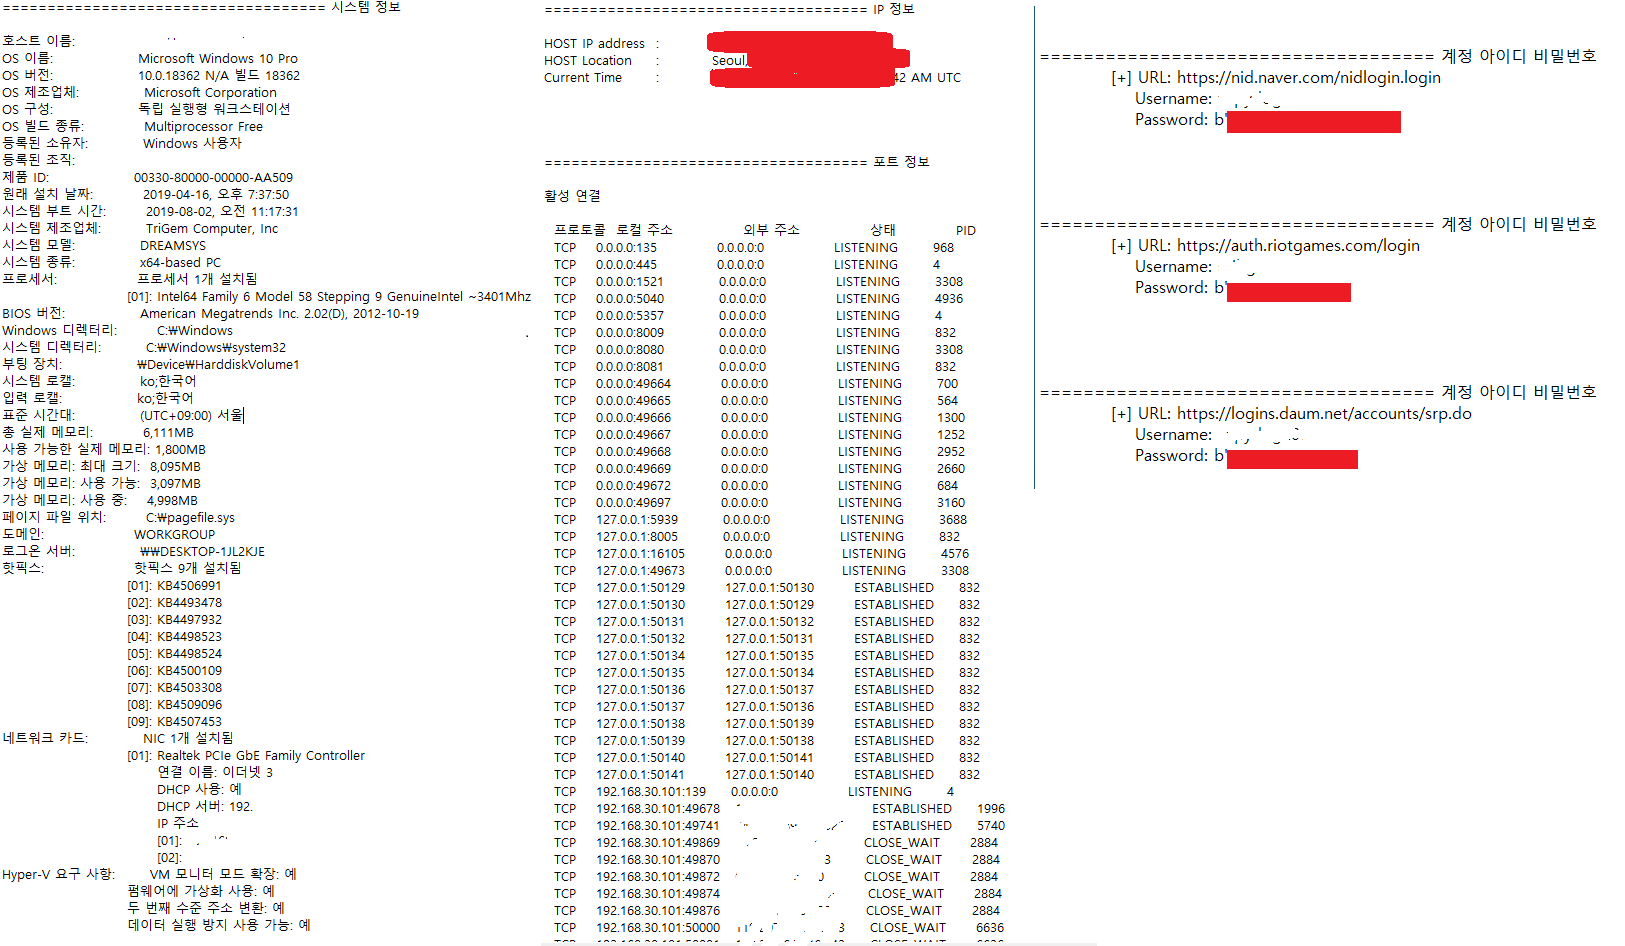 ==================================== 시스템 정보
호스트 이름:
OS 이름: Microsoft Windows 10 Pro
OS 버전: 10.0.18362 N/A 빌드 18362
OS 제조업체: Microsoft Corporation
OS 구성: 독립 실행형 워크스테이션
OS 빌드 종류: Multiprocessor Free
등록된 소유자: Windows 사용자
등록된 조직:
제품 ID: 00330-80000-00000-AA509
원래 설치 날짜: 2019-04-16, 오후 7:37:50
시스템 부트 시간: 2019-08-02, 오전 11:17:31
시스템 제조업체: TriGem Computer, Inc
시스템 모델: DREAMSYS
시스템 종류: x64-based PC
프로세서: 프로세서 1개 설치됨
[01]: Intel64 Family 6 Model 58 Stepping 9 GenuineIntel ~3401Mhz
BIOS 버전: American Megatrends Inc. 2.02(D), 2012-10-19
Windows 디렉터리: C:₩Windows
시스템 디렉터리: C:₩Windows₩system32
부팅 장치: ₩Device₩HarddiskVolume1
시스템 로캘: ko;한국어
입력 로캘: ko;한국어
표준 시간대: (UTC+09:00) 서울
총 실제 메모리: 6,111MB
사용 가능한 실제 메모리: 1,800MB
가상 메모리: 최대 크기: 8,095MB
가상 메모리: 사용 가능: 3,097MB
가상 메모리: 사용 중: 4,998MB
페이지 파일 위치: C:₩pagefile.sys
도메인: WORKGROUP
로그온 서버: ₩₩DESKTOP-1JL2KJE
핫픽스: 핫픽스 9개 설치됨
[01]: KB4506991
[02]: KB4493478
[03]: KB4497932
[04]: KB4498523
[05]: KB4498524
[06]: KB4500109
[07]: KB4503308
[08]: KB4509096
[09]: KB4507453
네트워크 카드: NIC 1개 설치됨
[01]: Realtek PCIe GbE Family Controller
연결 이름: 이더넷 3
DHCP 사용: 예
DHCP 서버: 192.
IP 주소
[01]:
[02]:
Hyper-V 요구 사항: VM 모니터 모드 확장: 예
펌웨어에 가상화 사용: 예
두 번째 수준 주소 변환: 예
데이터 실행 방지 사용 가능: 예
==================================== IP 정보
HOST IP address :
HOST Location : Seoul,
Current Time : 42 AM UTC
==================================== 포트 정보
활성 연결
프로토콜 로컬 주소 외부 주소 상태 PID
TCP 0.0.0.0:135 0.0.0.0:0 LISTENING 968
TCP 0.0.0.0:445 0.0.0.0:0 LISTENING 4
TCP 0.0.0.0:1521 0.0.0.0:0 LISTENING 3308
TCP 0.0.0.0:5040 0.0.0.0:0 LISTENING 4936
TCP 0.0.0.0:5357 0.0.0.0:0 LISTENING 4
TCP 0.0.0.0:8009 0.0.0.0:0 LISTENING 832
TCP 0.0.0.0:8080 0.0.0.0:0 LISTENING 3308
TCP 0.0.0.0:8081 0.0.0.0:0 LISTENING 832
TCP 0.0.0.0:49664 0.0.0.0:0 LISTENING 700
TCP 0.0.0.0:49665 0.0.0.0:0 LISTENING 564
TCP 0.0.0.0:49666 0.0.0.0:0 LISTENING 1300
TCP 0.0.0.0:49667 0.0.0.0:0 LISTENING 1252
TCP 0.0.0.0:49668 0.0.0.0:0 LISTENING 2952
TCP 0.0.0.0:49669 0.0.0.0:0 LISTENING 2660
TCP 0.0.0.0:49672 0.0.0.0:0 LISTENING 684
TCP 0.0.0.0:49697 0.0.0.0:0 LISTENING 3160
TCP 127.0.0.1:5939 0.0.0.0:0 LISTENING 3688
TCP 127.0.0.1:8005 0.0.0.0:0 LISTENING 832
TCP 127.0.0.1:16105 0.0.0.0:0 LISTENING 4576
TCP 127.0.0.1:49673 0.0.0.0:0 LISTENING 3308
TCP 127.0.0.1:50129 127.0.0.1:50130 ESTABLISHED 832
TCP 127.0.0.1:50130 127.0.0.1:50129 ESTABLISHED 832
TCP 127.0.0.1:50131 127.0.0.1:50132 ESTABLISHED 832
TCP 127.0.0.1:50132 127.0.0.1:50131 ESTABLISHED 832
TCP 127.0.0.1:50134 127.0.0.1:50135 ESTABLISHED 832
TCP 127.0.0.1:50135 127.0.0.1:50134 ESTABLISHED 832
TCP 127.0.0.1:50136 127.0.0.1:50137 ESTABLISHED 832
TCP 127.0.0.1:50137 127.0.0.1:50136 ESTABLISHED 832
TCP 127.0.0.1:50138 127.0.0.1:50139 ESTABLISHED 832
TCP 127.0.0.1:50139 127.0.0.1:50138 ESTABLISHED 832
TCP 127.0.0.1:50140 127.0.0.1:50141 ESTABLISHED 832
TCP 127.0.0.1:50141 127.0.0.1:50140 ESTABLISHED 832
TCP 192.168.30.101:139 0.0.0.0:0 LISTENING 4
TCP 192.168.30.101:49678 ESTABLISHED 1996
TCP 192.168.30.101:49741 ESTABLISHED 5740
TCP 192.168.30.101:49869 CLOSE_WAIT 2884
TCP 192.168.30.101:49870 3 CLOSE_WAIT 2884
TCP 192.168.30.101:49872 0 CLOSE_WAIT 2884
TCP 192.168.30.101:49874 CLOSE_WAIT 2884
TCP 192.168.30.101:49876 CLOSE_WAIT 2884
TCP 192.168.30.101:50000 3 CLOSE_WAIT 6636
==================================== 계정 아이디 비밀번호
[+] URL: https://nid.naver.com/nidlogin.login
Username:
Password: b'
==================================== 계정 아이디 비밀번호
[+] URL: https://auth.riotgames.com/login
Username:
Password: b'
==================================== 계정 아이디 비밀번호
[+] URL: https://logins.daum.net/accounts/srp.do
Username:
Password: b'